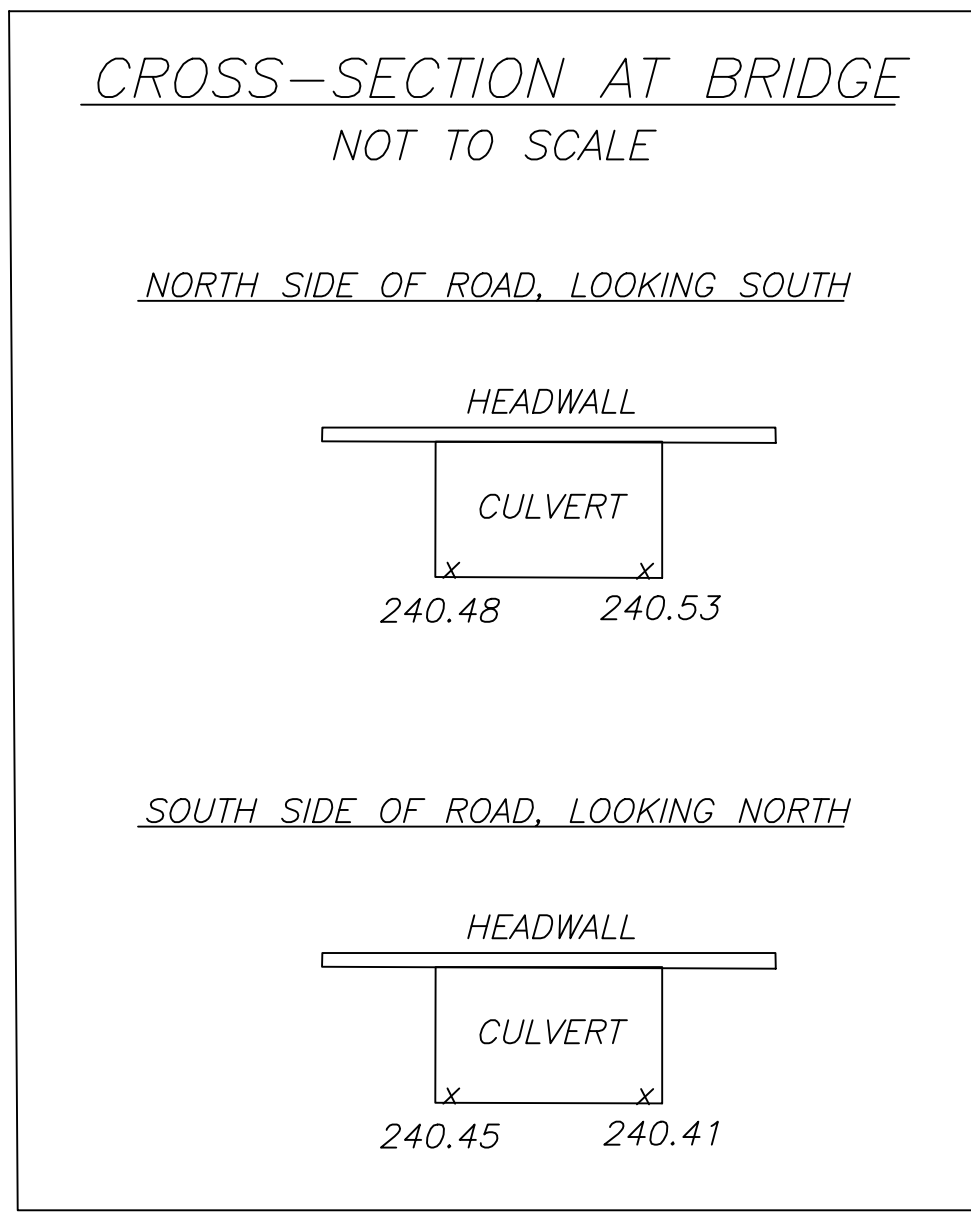 CROSS-SECTION AT BRIDGE
NOT TO SCALE
NORTH SIDE OF ROAD, LOOKING SOUTH
HEADWALL
CULVERT
x x
240.48 240.53
SOUTH SIDE OF ROAD, LOOKING NORTH
HEADWALL
CULVERT
x x
240.45 240.41